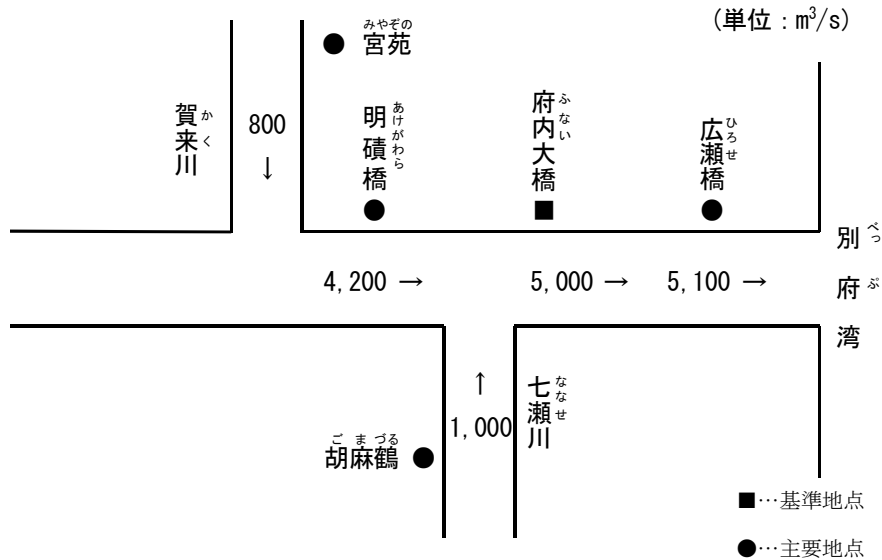 (単位:m³/s)
みやぞの
宮苑
賀来川
かく
800
↓
明磧橋
あけがわら
府内大橋
ふない
広瀬橋
ひろせ
別府湾
べっぷ
4,200 →
5,000 →
5,100 →
↑
1,000
七瀬川
ななせ
ごまづる
胡麻鶴
■…基準地点
●…主要地点